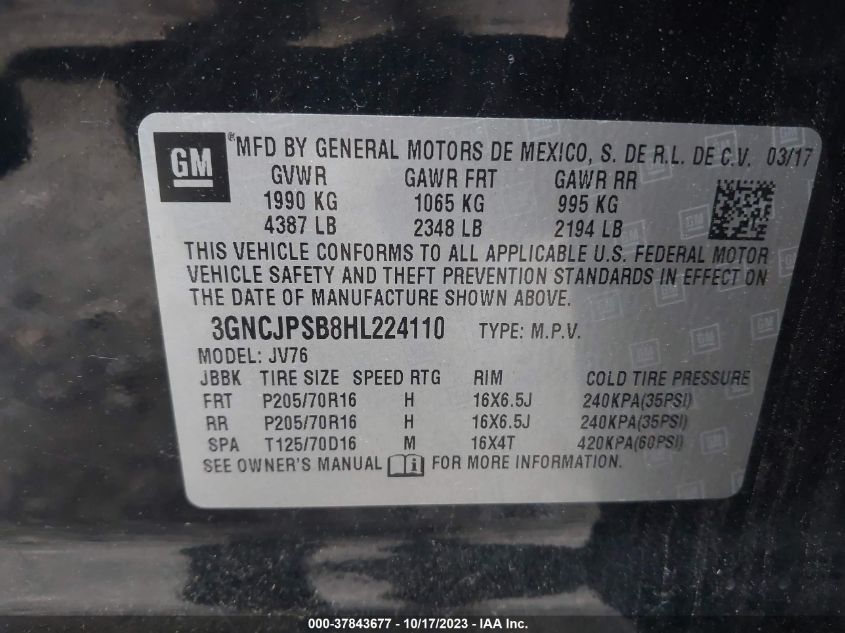 GM
®MFD BY GENERAL MOTORS DE MEXICO, S. DE R.L. DE C.V. 03/17
GVWR GAWR FRT GAWR RR
1990 KG 1065 KG 995 KG
4387 LB 2348 LB 2194 LB
THIS VEHICLE CONFORMS TO ALL APPLICABLE U.S. FEDERAL MOTOR
VEHICLE SAFETY AND THEFT PREVENTION STANDARDS IN EFFECT ON
THE DATE OF MANUFACTURE SHOWN ABOVE.
3GNCJPSB8HL224110 TYPE: M.P.V.
MODEL: JV76
JBBK TIRE SIZE SPEED RTG RIM COLD TIRE PRESSURE
FRT P205/70R16 H 16X6.5J 240KPA(35PSI)
RR P205/70R16 H 16X6.5J 240KPA(35PSI)
SPA T125/70D16 M 16X4T 420KPA(60PSI)
SEE OWNER'S MANUAL FOR MORE INFORMATION.
000-37843677 - 10/17/2023 - IAA Inc.